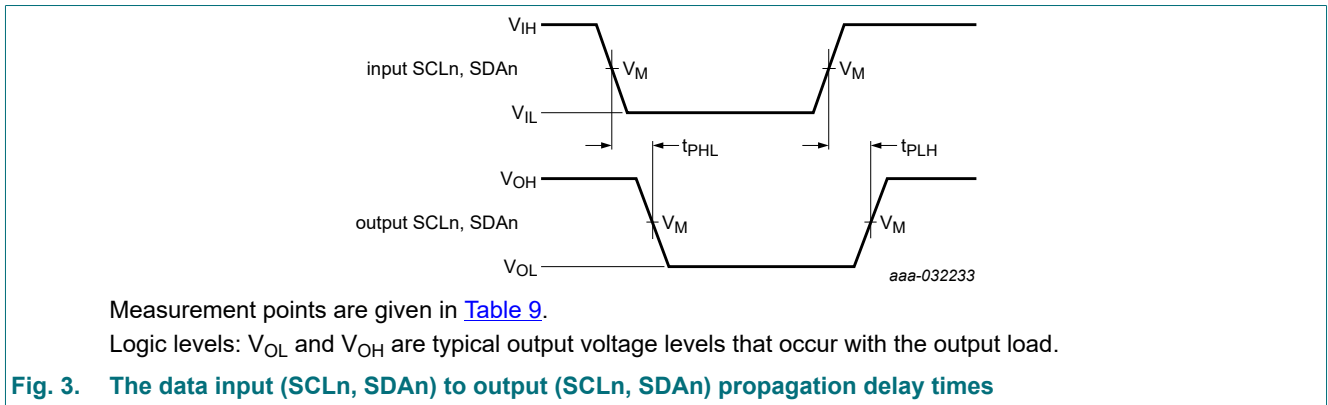 VIH
input SCLn, SDAn
VM
VM
VIL
tPHL
tPLH
VOH
output SCLn, SDAn
VM
VM
VOL
aaa-032233
Measurement points are given in Table 9.
Logic levels: VOL and VOH are typical output voltage levels that occur with the output load.
Fig. 3. The data input (SCLn, SDAn) to output (SCLn, SDAn) propagation delay times